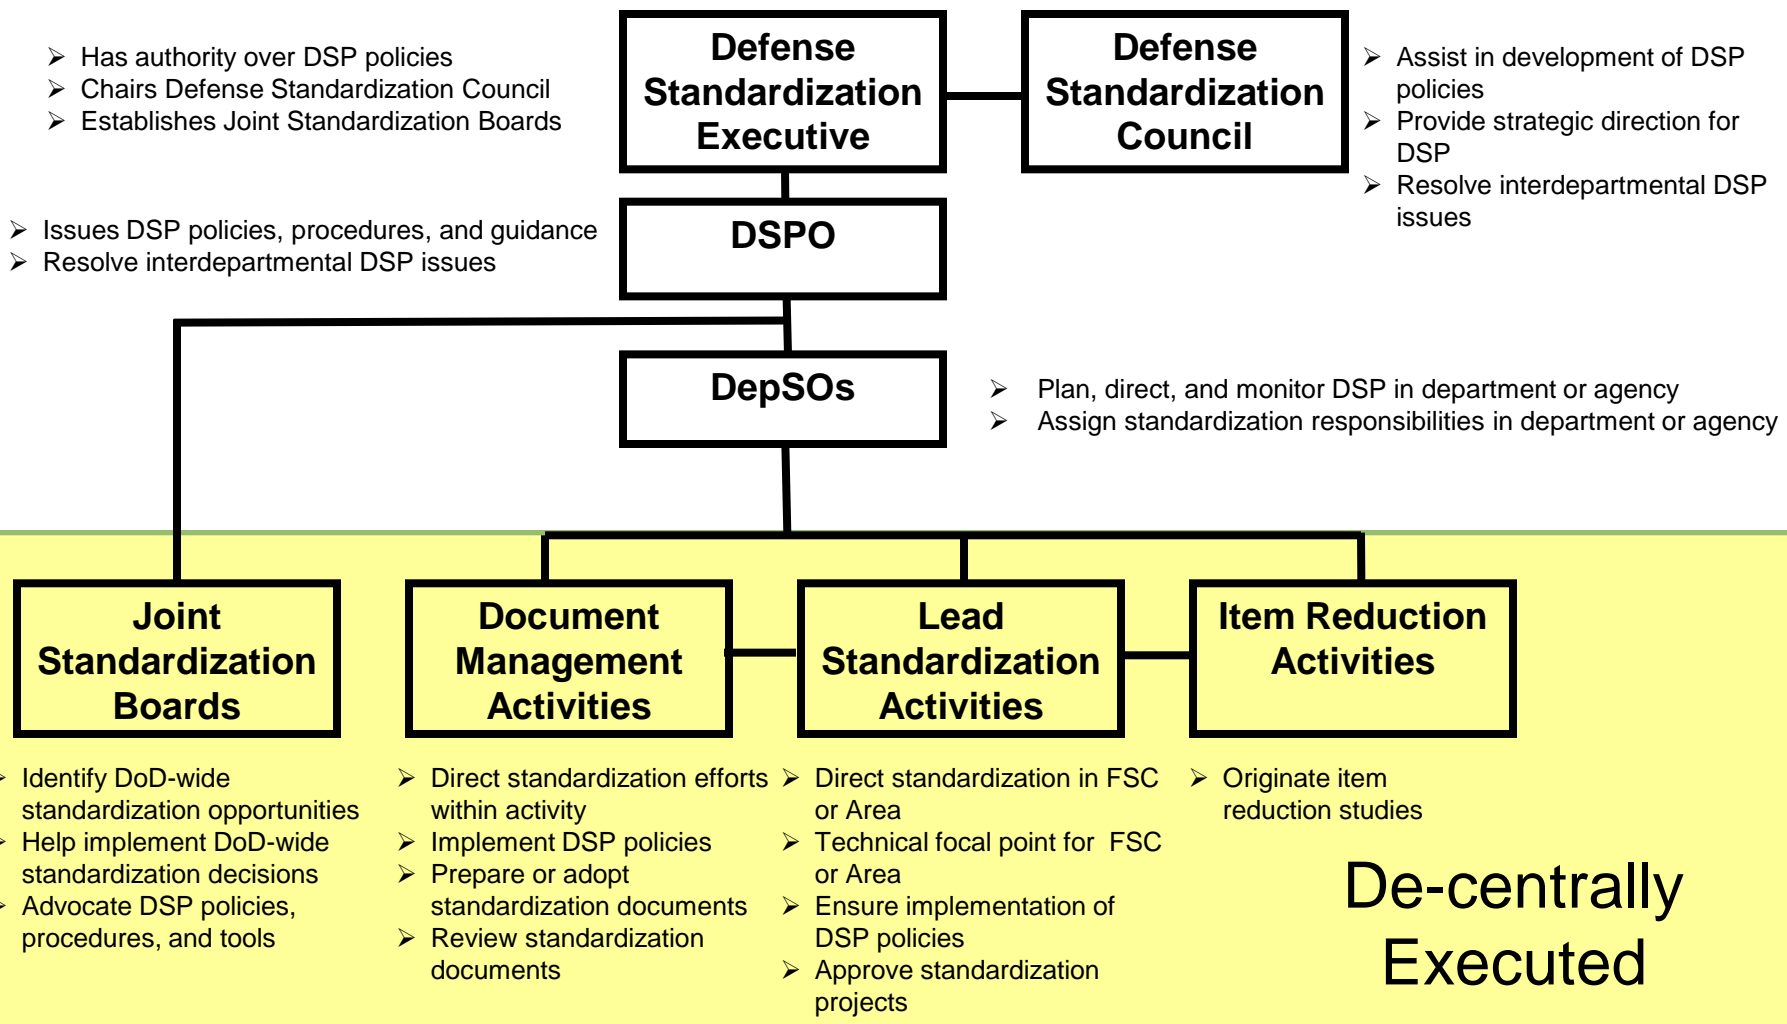 Defense
Standardization
Executive
Defense
Standardization
Council
➢ Has authority over DSP policies
➢ Chairs Defense Standardization Council
➢ Establishes Joint Standardization Boards
➢ Assist in development of DSP
policies
➢ Provide strategic direction for
DSP
➢ Resolve interdepartmental DSP
issues
➢ Issues DSP policies, procedures, and guidance
➢ Resolve interdepartmental DSP issues
DSPO
DepSOs
➢ Plan, direct, and monitor DSP in department or agency
➢ Assign standardization responsibilities in department or agency
Joint
Standardization
Boards
Document
Management
Activities
Lead
Standardization
Activities
Item Reduction
Activities
➢ Identify DoD-wide
standardization opportunities
➢ Help implement DoD-wide
standardization decisions
➢ Advocate DSP policies,
procedures, and tools
➢ Direct standardization efforts
within activity
➢ Implement DSP policies
➢ Prepare or adopt
standardization documents
➢ Review standardization
documents
➢ Direct standardization in FSC
or Area
➢ Technical focal point for FSC
or Area
➢ Ensure implementation of
DSP policies
➢ Approve standardization
projects
➢ Originate item
reduction studies
De-centrally
Executed